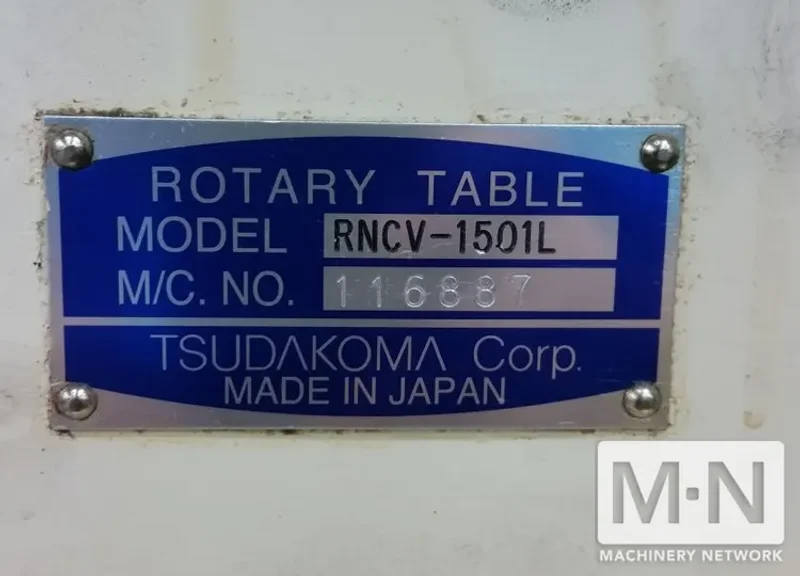 ROTARY TABLE
MODEL RNCV-1501L
M/C. NO. 116887
TSUDAKOMA Corp.
MADE IN JAPAN
M·N
MACHINERY NETWORK